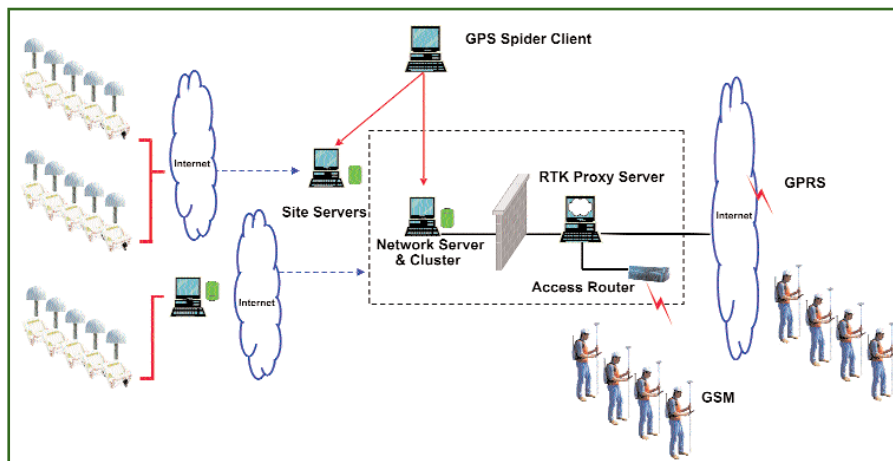 GPS Spider Client
Internet
Site Servers
RTK Proxy Server
GPRS
Internet
Network Server
& Cluster
Access Router
Internet
GSM